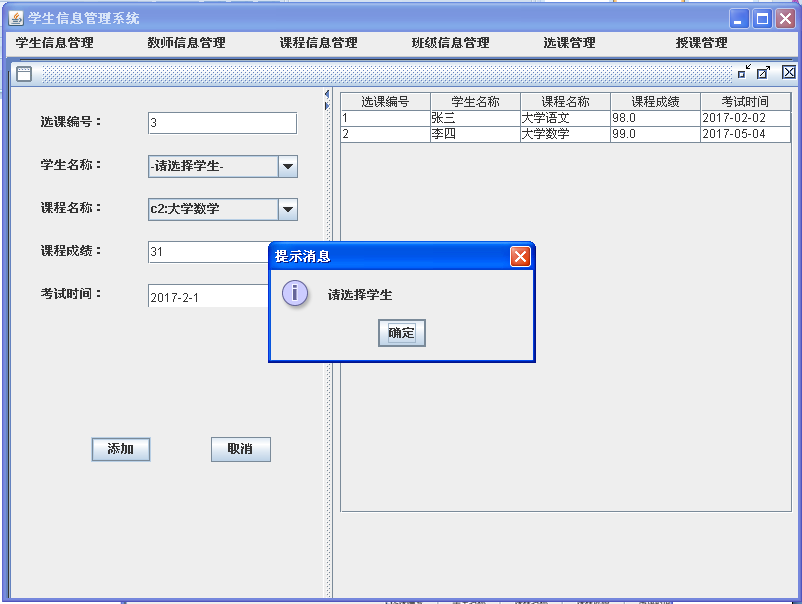 学生信息管理系统
学生信息管理 教师信息管理 课程信息管理 班级信息管理 选课管理 授课管理
选课编号： 3
学生名称： -请选择学生-
课程名称： c2:大学数学
课程成绩： 31
考试时间： 2017-2-1
添加 取消
选课编号 学生名称 课程名称 课程成绩 考试时间
1 张三 大学语文 98.0 2017-02-02
2 李四 大学数学 99.0 2017-05-04
提示消息
请选择学生
确定